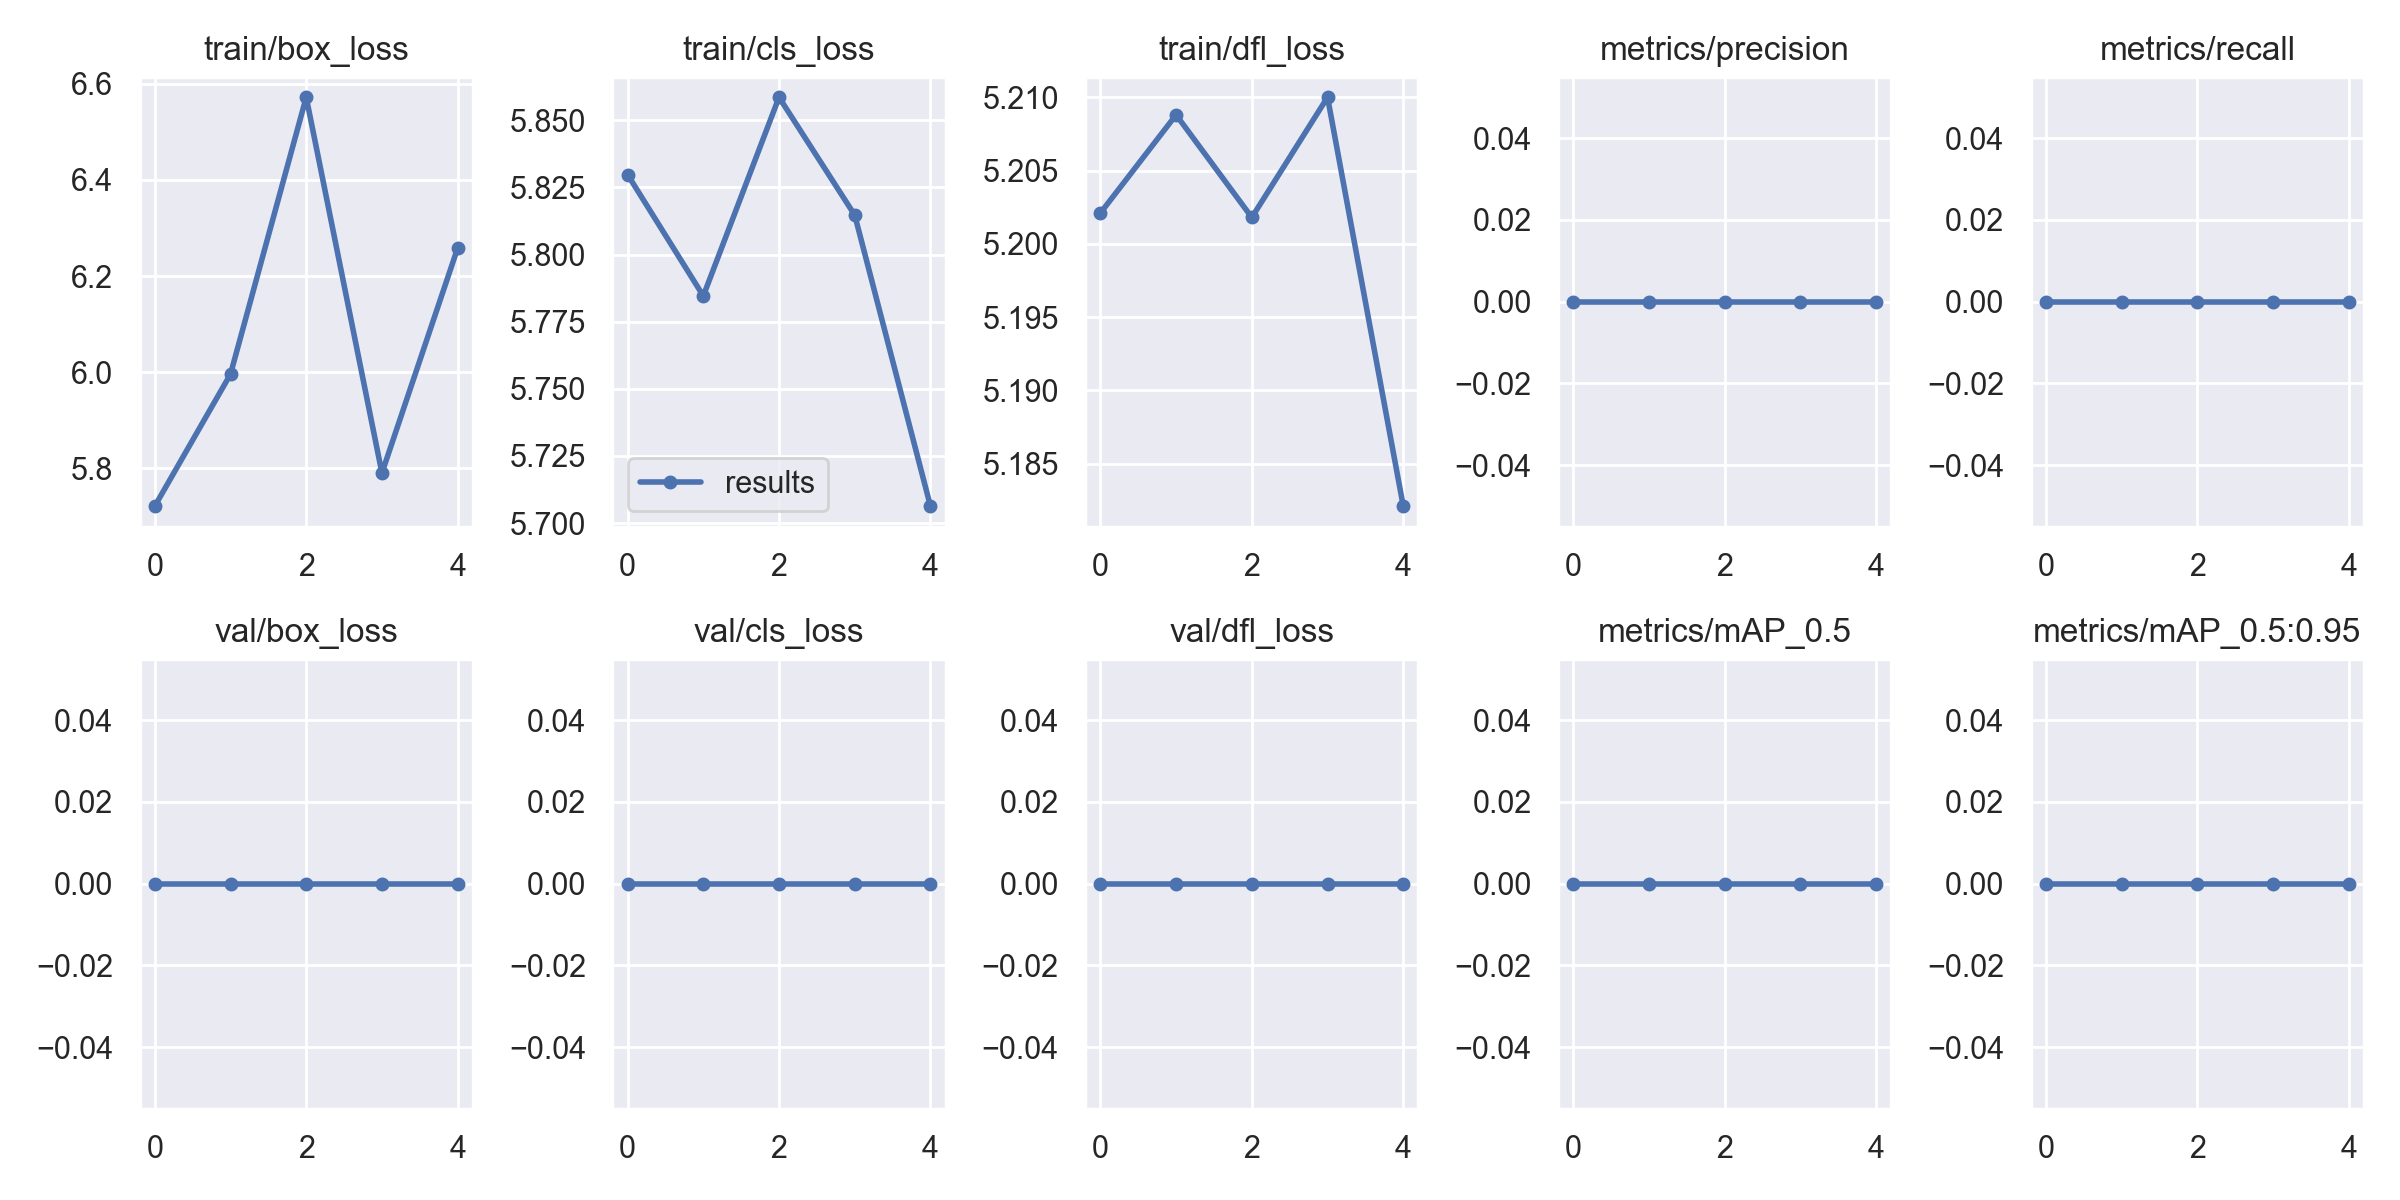 train/box_loss
6.6
6.4
6.2
6.0
5.8
0 2 4
train/cls_loss
5.850
5.825
5.800
5.775
5.750
5.725
5.700
results
0 2 4
train/dfl_loss
5.210
5.205
5.200
5.195
5.190
5.185
0 2 4
metrics/precision
0.04
0.02
0.00
−0.02
−0.04
0 2 4
metrics/recall
0.04
0.02
0.00
−0.02
−0.04
0 2 4
val/box_loss
0.04
0.02
0.00
−0.02
−0.04
0 2 4
val/cls_loss
0.04
0.02
0.00
−0.02
−0.04
0 2 4
val/dfl_loss
0.04
0.02
0.00
−0.02
−0.04
0 2 4
metrics/mAP_0.5
0.04
0.02
0.00
−0.02
−0.04
0 2 4
metrics/mAP_0.5:0.95
0.04
0.02
0.00
−0.02
−0.04
0 2 4